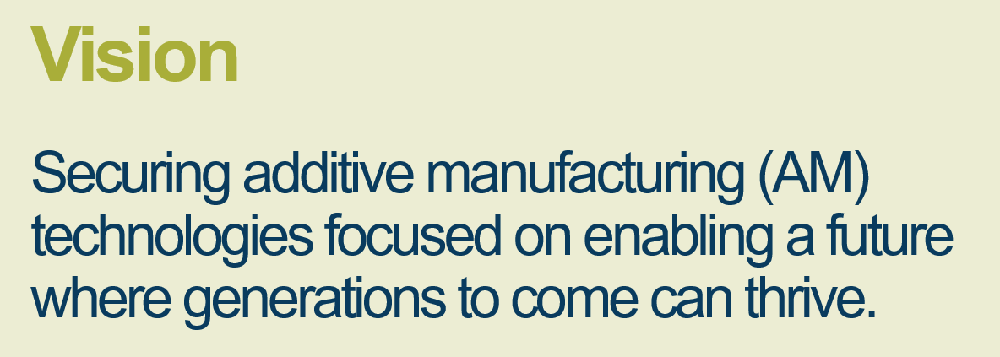 Vision
Securing additive manufacturing (AM)
technologies focused on enabling a future
where generations to come can thrive.